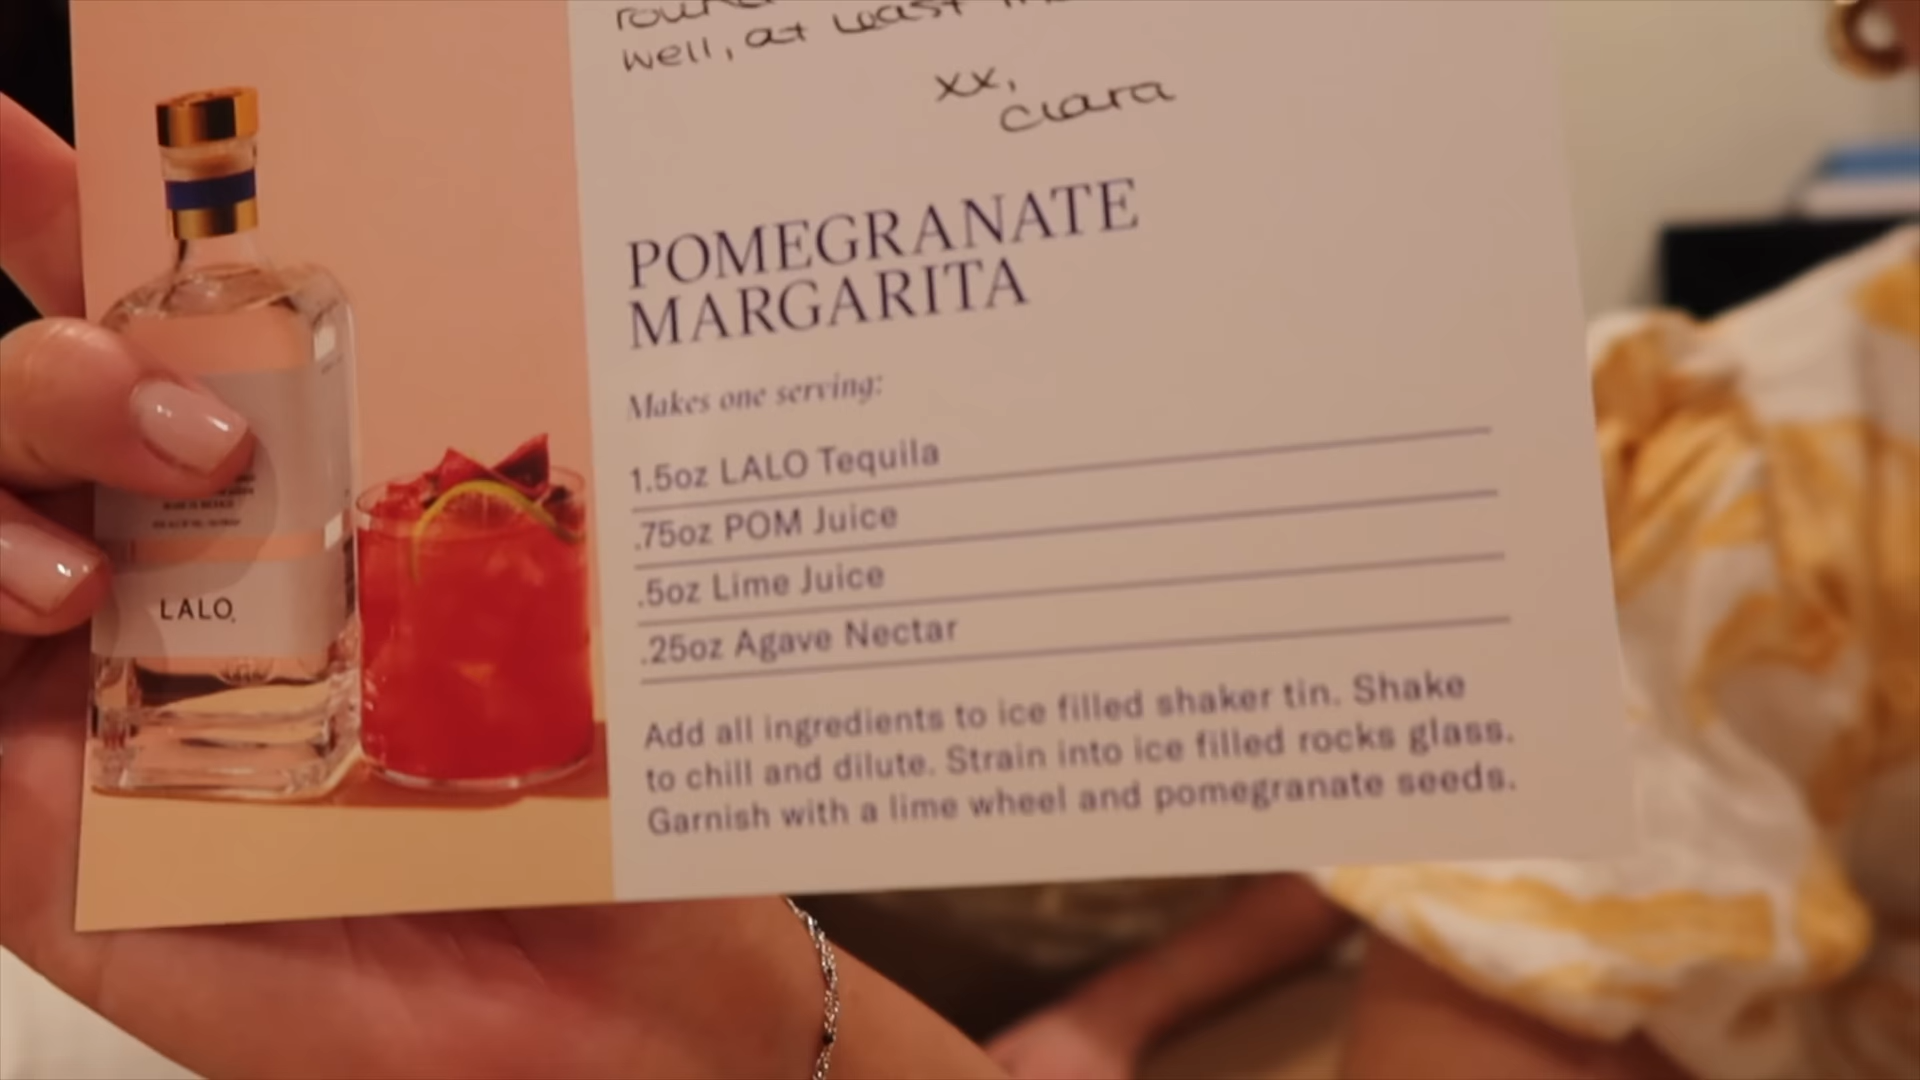 well, at least
xx,
Clara
POMEGRANATE
MARGARITA
Makes one serving:
1.5oz LALO Tequila
.75oz POM Juice
.5oz Lime Juice
.25oz Agave Nectar
Add all ingredients to ice filled shaker tin. Shake
to chill and dilute. Strain into ice filled rocks glass.
Garnish with a lime wheel and pomegranate seeds.
LALO